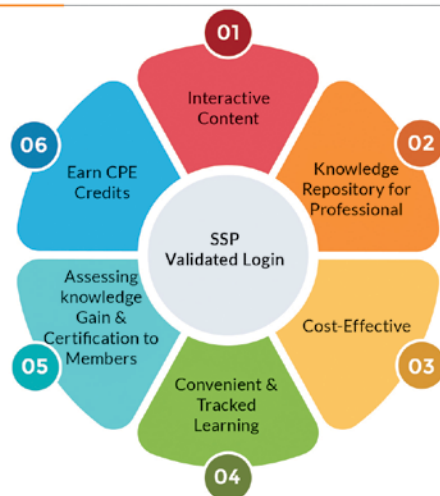 01
Interactive
Content
02
Knowledge
Repository for
Professional
03
Cost-Effective
04
Convenient &
Tracked
Learning
05
Assessing
knowledge
Gain &
Certification to
Members
06
Earn CPE
Credits
SSP
Validated Login